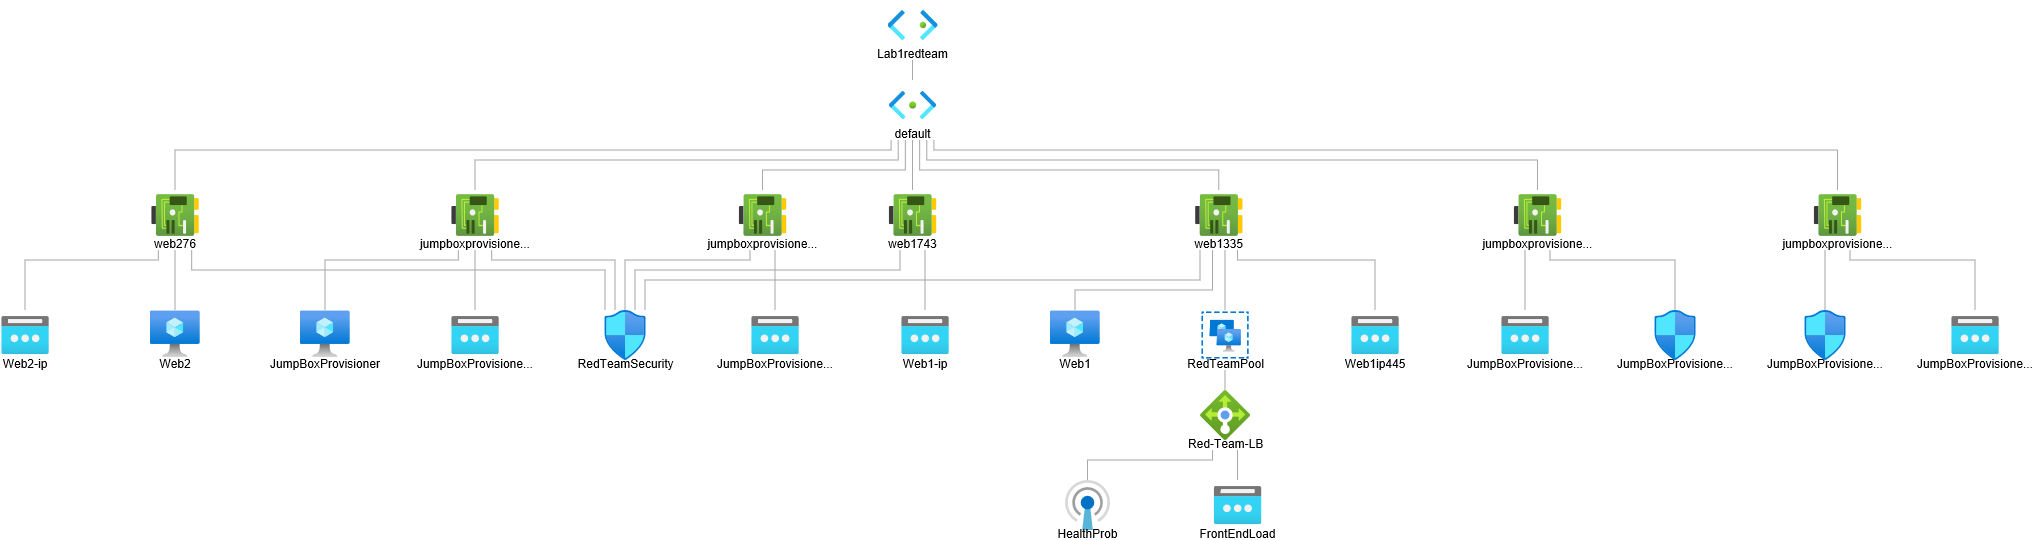 Lab1redteam
default
web276
jumpboxprovisione...
jumpboxprovisione...
web1743
web1335
jumpboxprovisione...
jumpboxprovisione...
Web2-ip
Web2
JumpBoxProvisioner
JumpBoxProvisione...
RedTeamSecurity
JumpBoxProvisione...
Web1-ip
Web1
RedTeamPool
Web1ip445
JumpBoxProvisione...
JumpBoxProvisione...
JumpBoxProvisione...
JumpBoxProvisione...
Red-Team-LB
HealthProb
FrontEndLoad